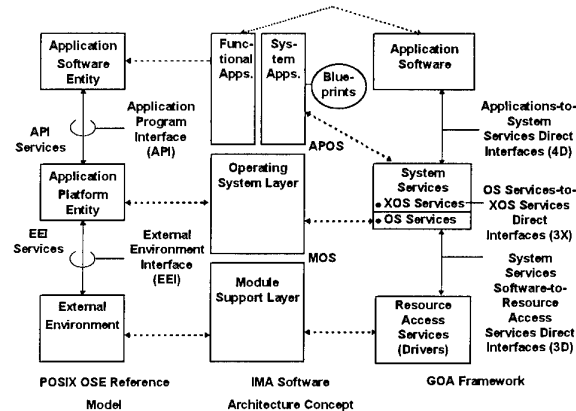 Application
Software
Entity
Func-
tional
Apps.
Sys-
tem
Apps.
Blue-
prints
Application
Software
API
Services
Application
Program
Interface
(API)
APOS
Applications-to-
System
Services Direct
Interfaces (4D)
Application
Platform
Entity
Operating
System Layer
System
Services
• XOS Services
• OS Services
OS Services-to-
XOS Services
Direct
Interfaces (3X)
EEI
Services
External
Environment
Interface
(EEI)
MOS
System
Services
Software-to-
Resource
Access
Services Direct
Interfaces (3D)
External
Environment
Module
Support Layer
Resource
Access
Services
(Drivers)
POSIX OSE Reference
Model
IMA Software
Architecture Concept
GOA Framework